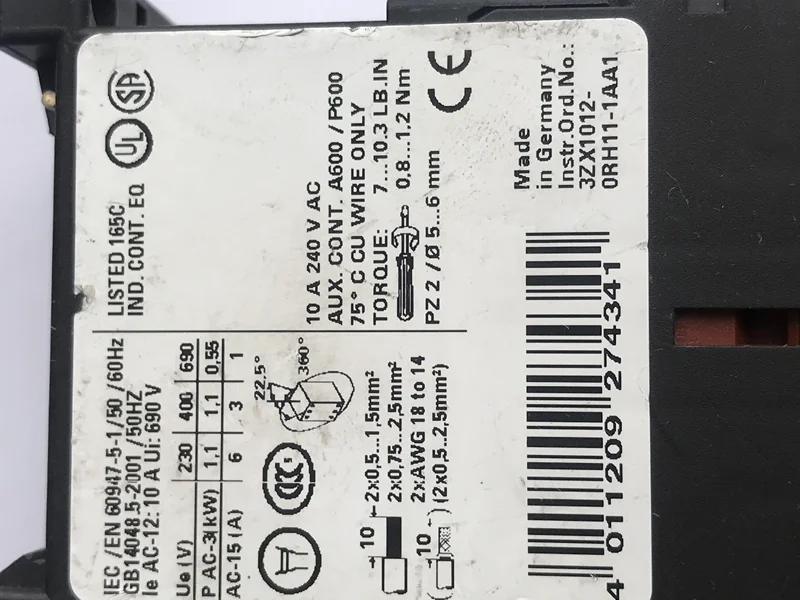 IEC / EN 60947-5-1/50 /60Hz
GB14048.5-2001 /50HZ
Ie AC-12: 10 A Ui: 690 V
Ue (V) 230 400 690
P AC-3(kW) 1,1 1,1 0,55
AC-15 (A) 6 3 1
CCC
22.5°
360°
10
2x0,5...1,5mm²
2x0,75...2,5mm²
2xAWG 18 to 14
10
(2x0,5...2,5mm²)
LISTED 165C
IND. CONT. EQ
UL
SA
10 A 240 V AC
AUX. CONT. A600 / P600
75° C CU WIRE ONLY
TORQUE: 7...10.3 LB.IN
0,8...1,2 Nm
PZ 2 / Ø 5...6 mm
CE
Made
in Germany
Instr.Ord.No.:
3ZX1012-
0RH11-1AA1
4 011209 274341